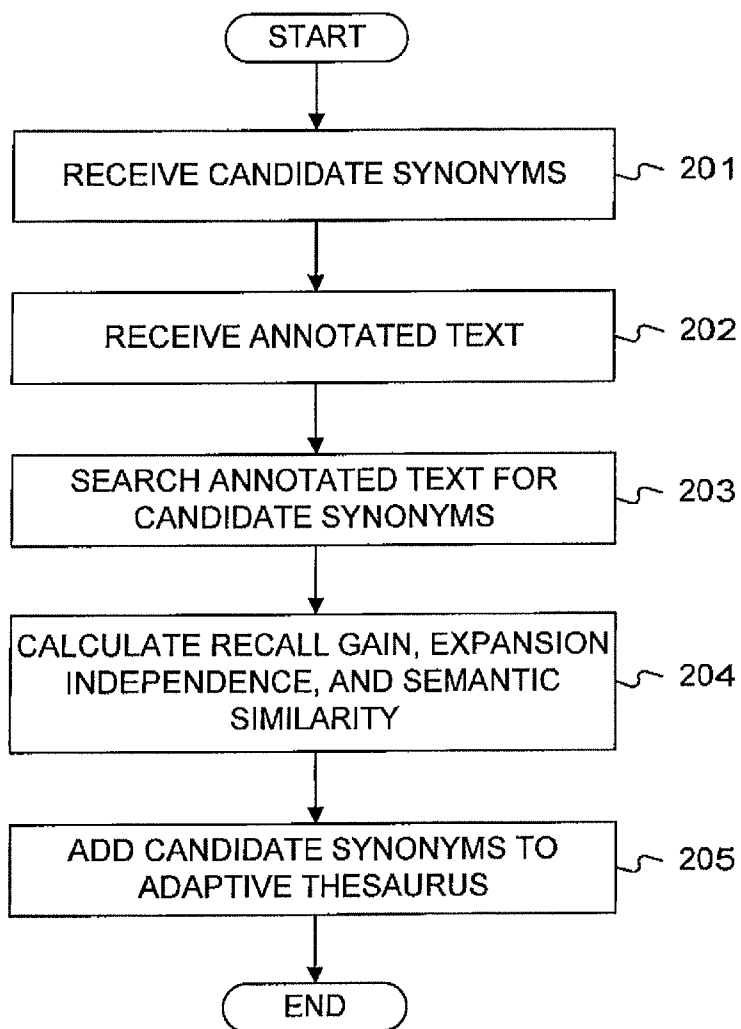 START
RECEIVE CANDIDATE SYNONYMS
201
RECEIVE ANNOTATED TEXT
202
SEARCH ANNOTATED TEXT FOR
CANDIDATE SYNONYMS
203
CALCULATE RECALL GAIN, EXPANSION
INDEPENDENCE, AND SEMANTIC
SIMILARITY
204
ADD CANDIDATE SYNONYMS TO
ADAPTIVE THESAURUS
205
END